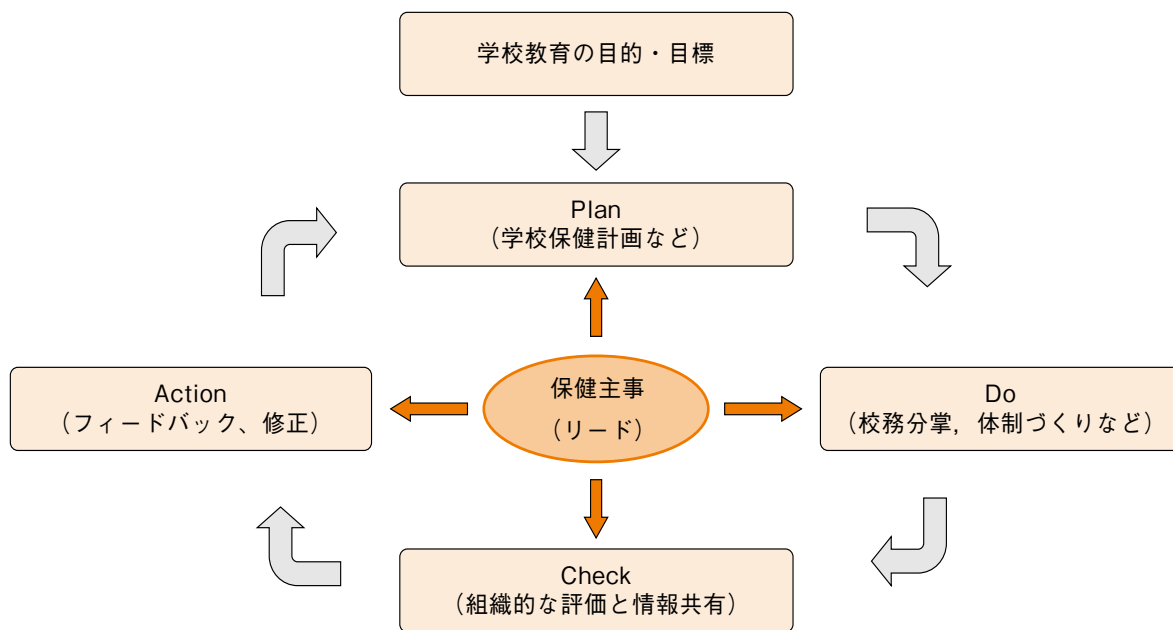 学校教育の目的・目標
Plan
（学校保健計画など）
Action
（フィードバック、修正）
保健主事
（リード）
Do
（校務分掌，体制づくりなど）
Check
（組織的な評価と情報共有）